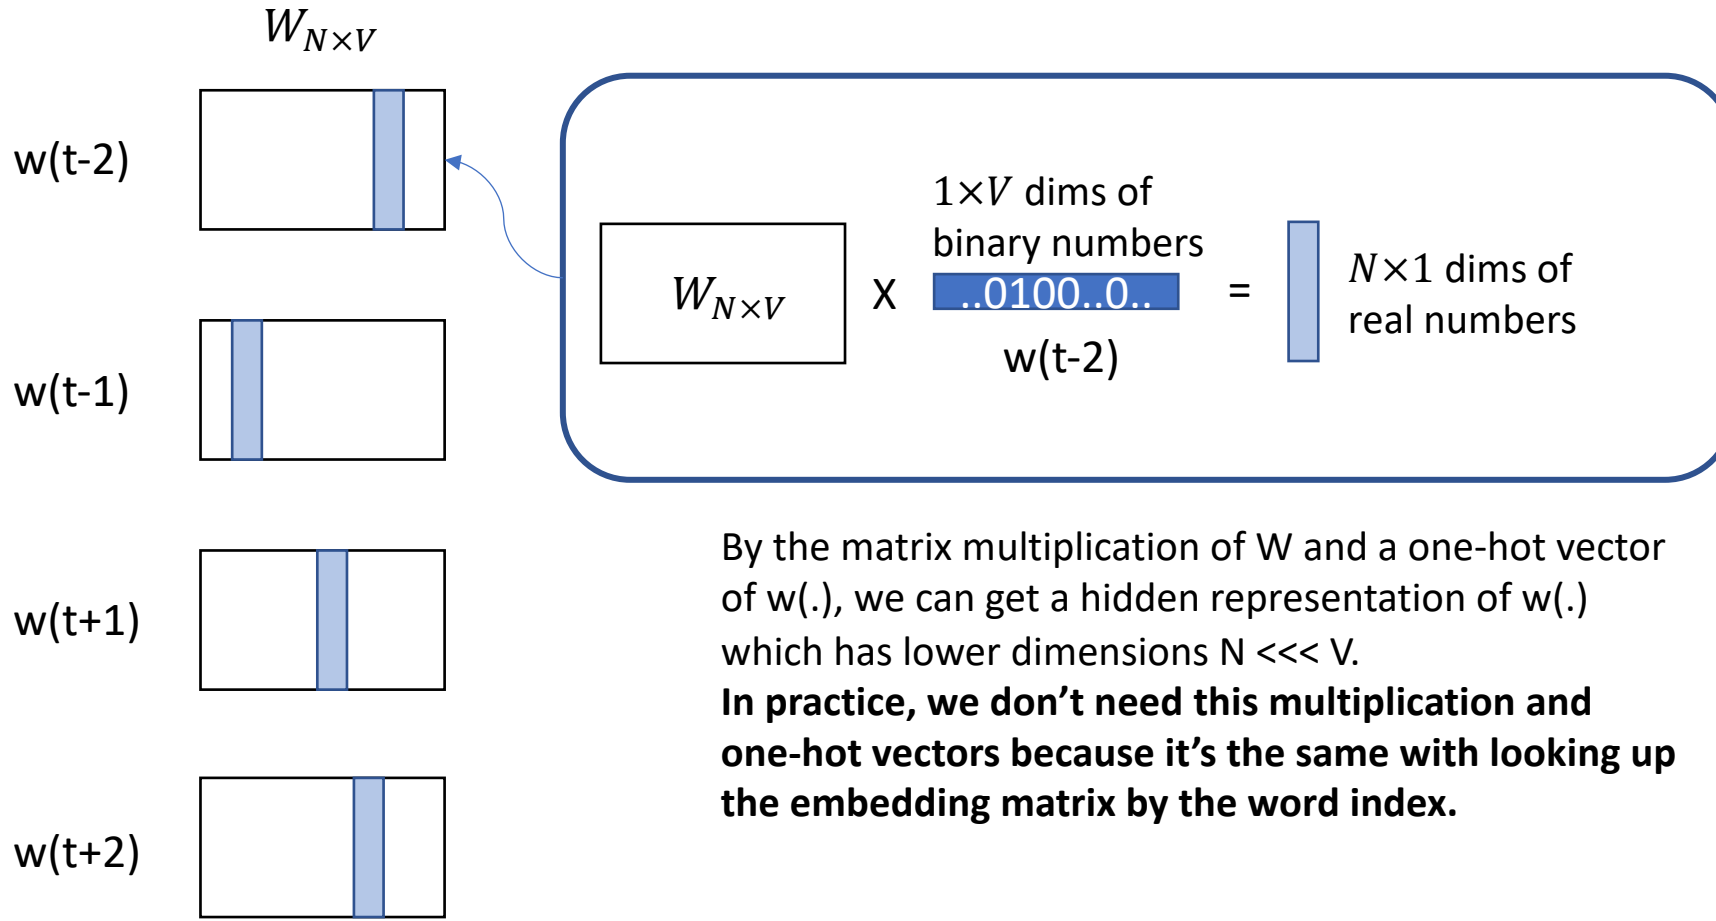 W_{N×V}
w(t-2)
w(t-1)
w(t+1)
w(t+2)
W_{N×V}
X
1×V dims of
binary numbers
..0100..0..
w(t-2)
=
N×1 dims of
real numbers
By the matrix multiplication of W and a one-hot vector
of w(.), we can get a hidden representation of w(.)
which has lower dimensions N <<< V.
In practice, we don’t need this multiplication and
one-hot vectors because it’s the same with looking up
the embedding matrix by the word index.